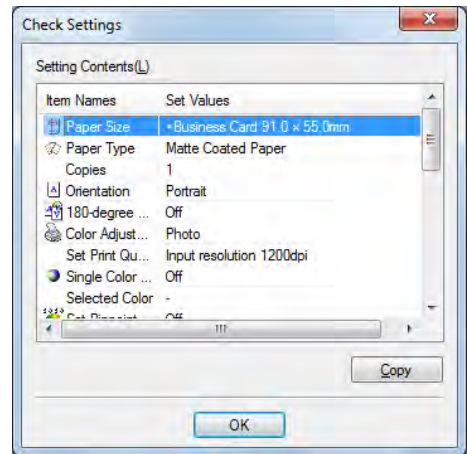 Check Settings
Setting Contents(L)
Item Names Set Values
Paper Size *Business Card 91.0 x 55.0mm
Paper Type Matte Coated Paper
Copies 1
Orientation Portrait
180-degree ... Off
Color Adjust... Photo
Set Print Qu... Input resolution 1200dpi
Single Color ... Off
Selected Color -
Copy
OK